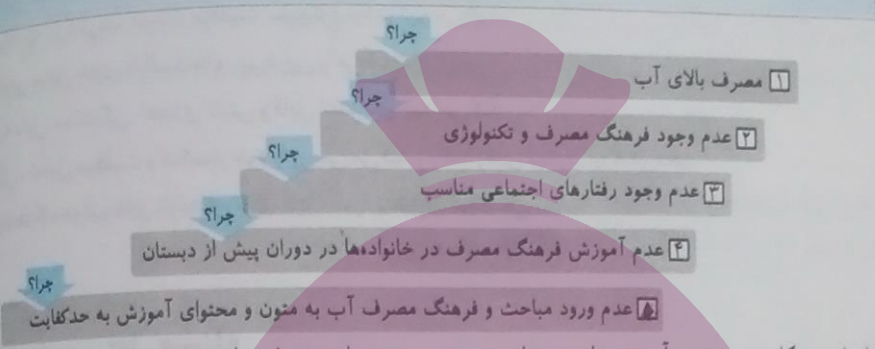 چرا؟
۱ مصرف بالای آب
چرا؟
۲ عدم وجود فرهنگ مصرف و تکنولوژی
چرا؟
۳ عدم وجود رفتارهای اجتماعی مناسب
چرا؟
۴ عدم آموزش فرهنگ مصرف در خانواده‌ها در دوران پیش از دبستان
چرا؟
۵ عدم ورود مباحث و فرهنگ مصرف آب به متون و محتوای آموزش به حدکفایت